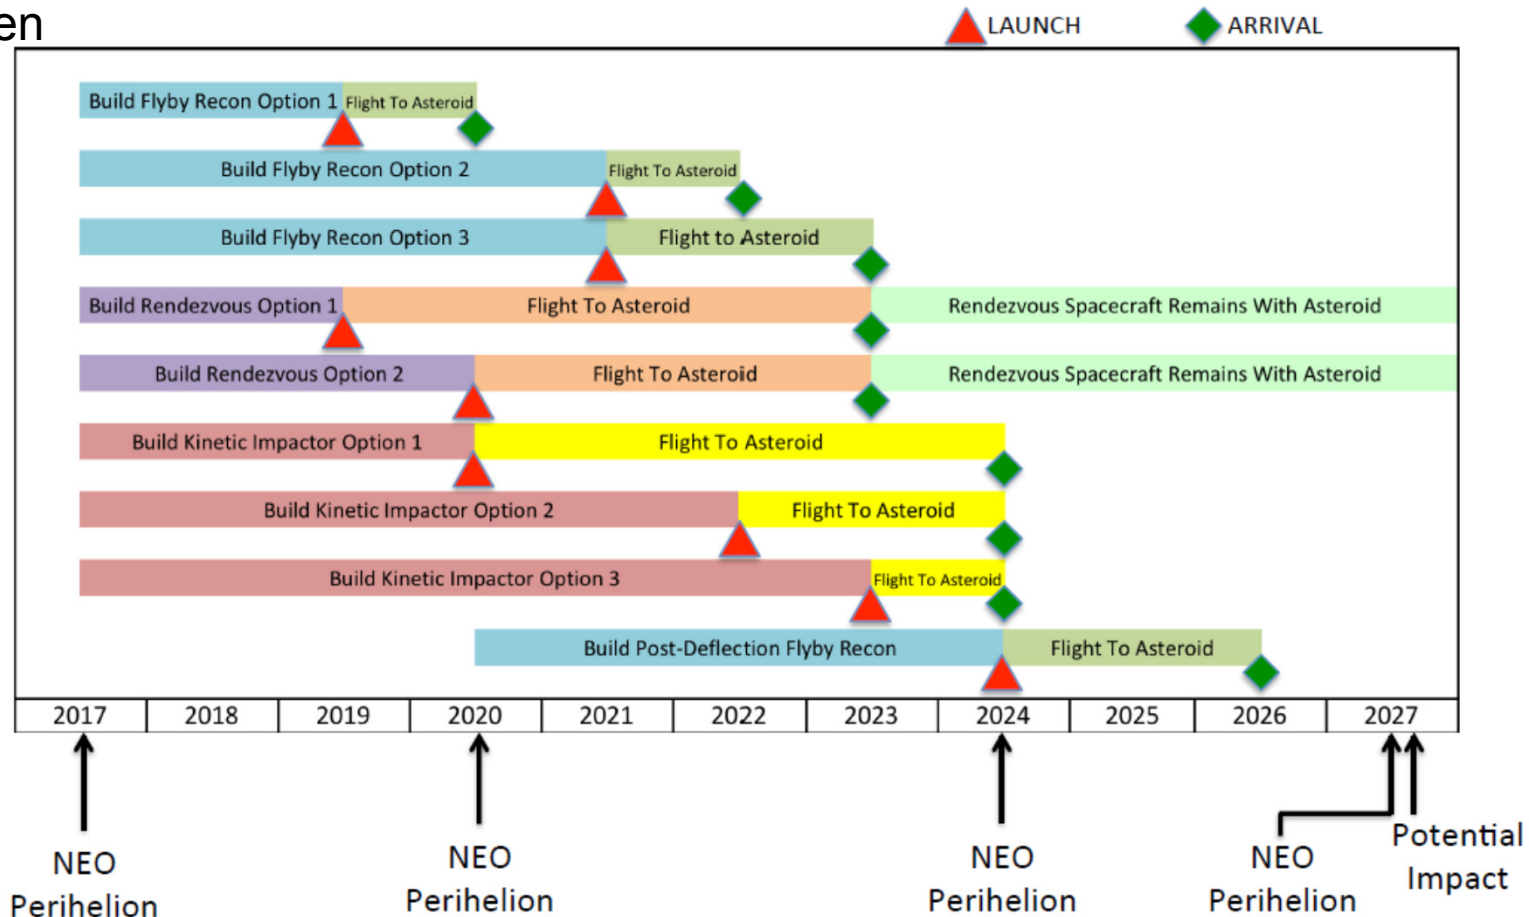 en
LAUNCH ARRIVAL
Build Flyby Recon Option 1 Flight To Asteroid
Build Flyby Recon Option 2 Flight To Asteroid
Build Flyby Recon Option 3 Flight to Asteroid
Build Rendezvous Option 1 Flight To Asteroid Rendezvous Spacecraft Remains With Asteroid
Build Rendezvous Option 2 Flight To Asteroid Rendezvous Spacecraft Remains With Asteroid
Build Kinetic Impactor Option 1 Flight To Asteroid
Build Kinetic Impactor Option 2 Flight To Asteroid
Build Kinetic Impactor Option 3 Flight To Asteroid
Build Post-Deflection Flyby Recon Flight To Asteroid
2017 2018 2019 2020 2021 2022 2023 2024 2025 2026 2027
NEO
Perihelion
NEO
Perihelion
NEO
Perihelion
NEO
Perihelion
Potential
Impact